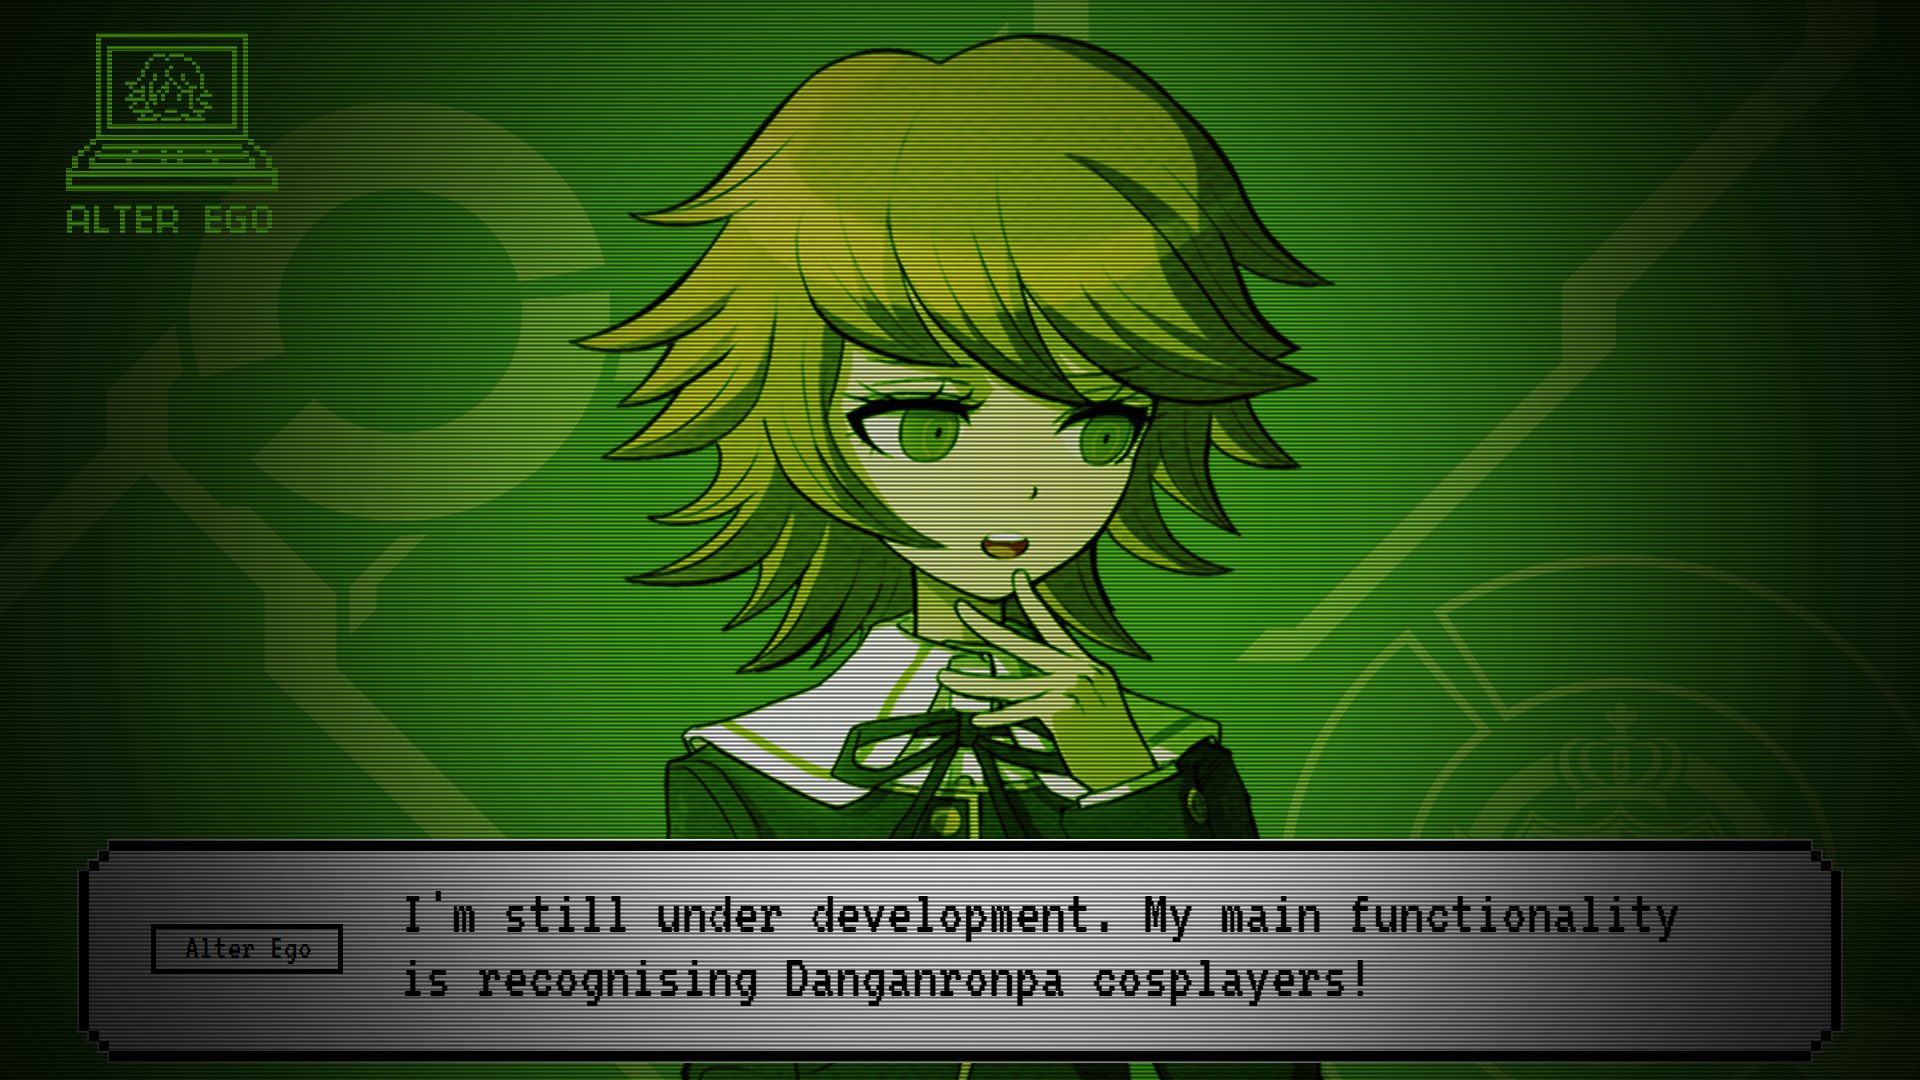 ALTER EGO
Alter Ego
I'm still under development. My main functionality
is recognising Danganronpa cosplayers!